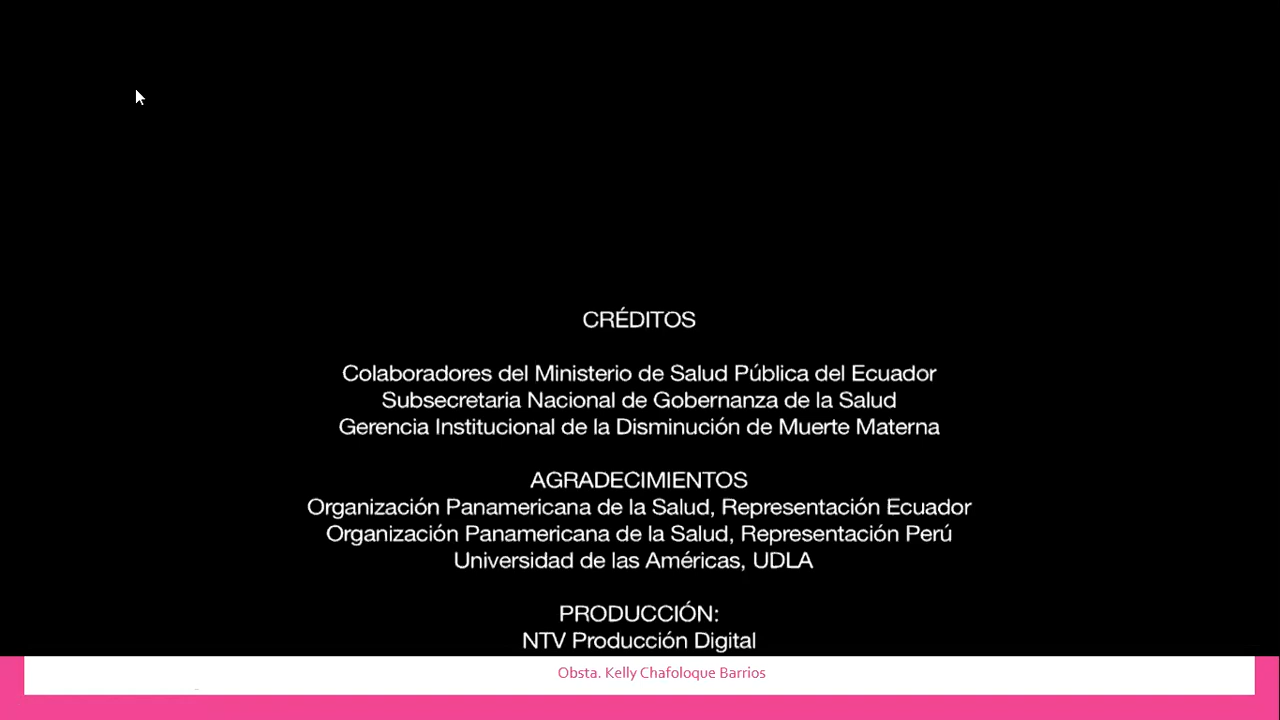 CRÉDITOS
Colaboradores del Ministerio de Salud Pública del Ecuador
Subsecretaria Nacional de Gobernanza de la Salud
Gerencia Institucional de la Disminución de Muerte Materna
AGRADECIMIENTOS
Organización Panamericana de la Salud, Representación Ecuador
Organización Panamericana de la Salud, Representación Perú
Universidad de las Américas, UDLA
PRODUCCIÓN:
NTV Producción Digital
Obsta. Kelly Chafoloque Barrios